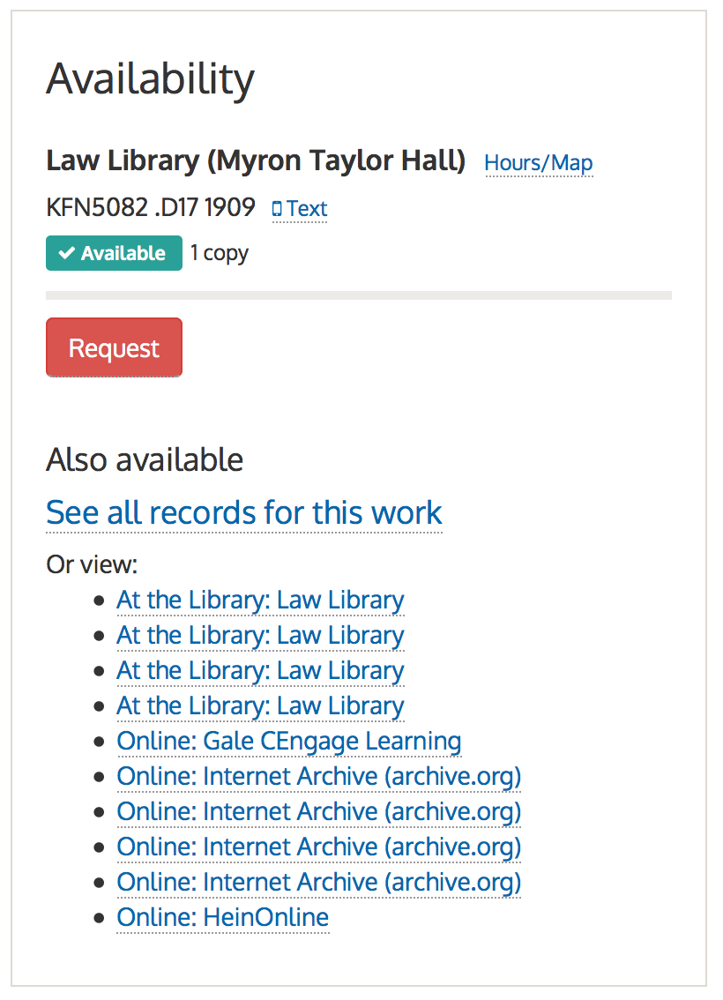 Availability
Law Library (Myron Taylor Hall) Hours/Map
KFN5082 .D17 1909 Text
Available 1 copy
Request
Also available
See all records for this work
Or view:
At the Library: Law Library
At the Library: Law Library
At the Library: Law Library
At the Library: Law Library
Online: Gale CEngage Learning
Online: Internet Archive (archive.org)
Online: Internet Archive (archive.org)
Online: Internet Archive (archive.org)
Online: Internet Archive (archive.org)
Online: HeinOnline